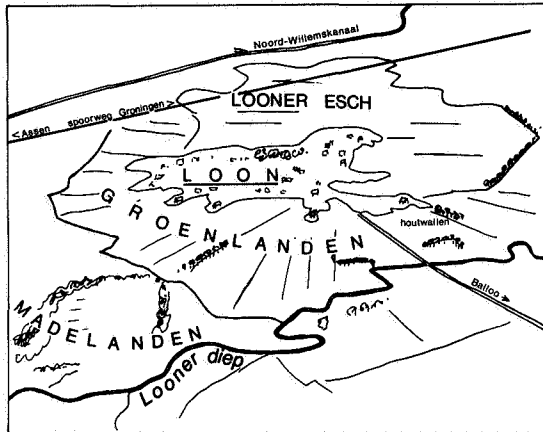 Noord-Willemskanaal
< Assen spoorweg Groningen >
LOONER ESCH
LOON
GROENLANDEN
houtwallen
Balloo >
MADELANDEN
Looner diep